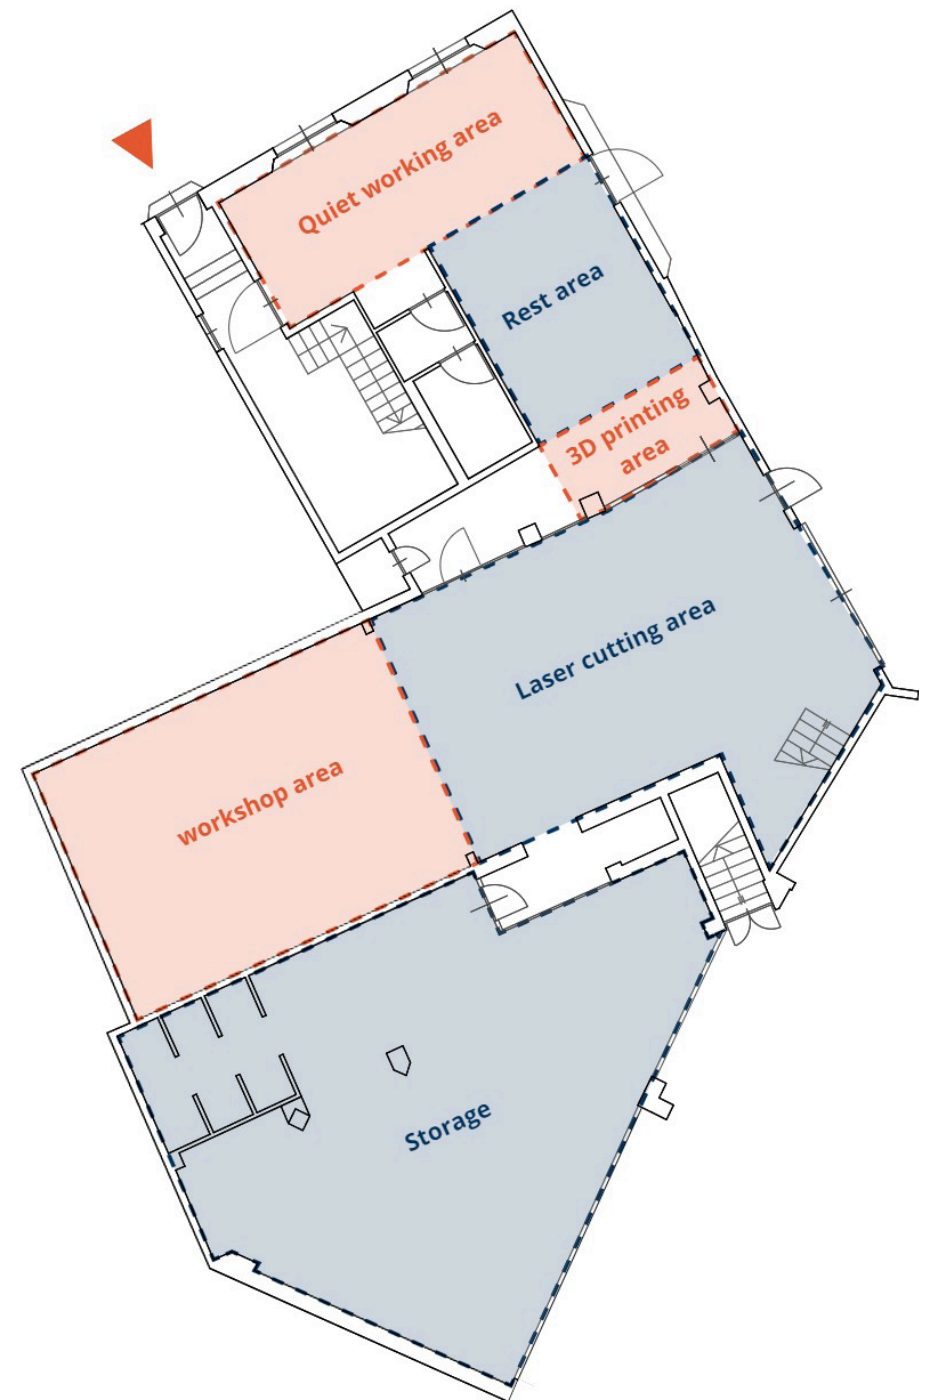 Quiet working area
Rest area
3D printing
area
Laser cutting area
workshop area
Storage